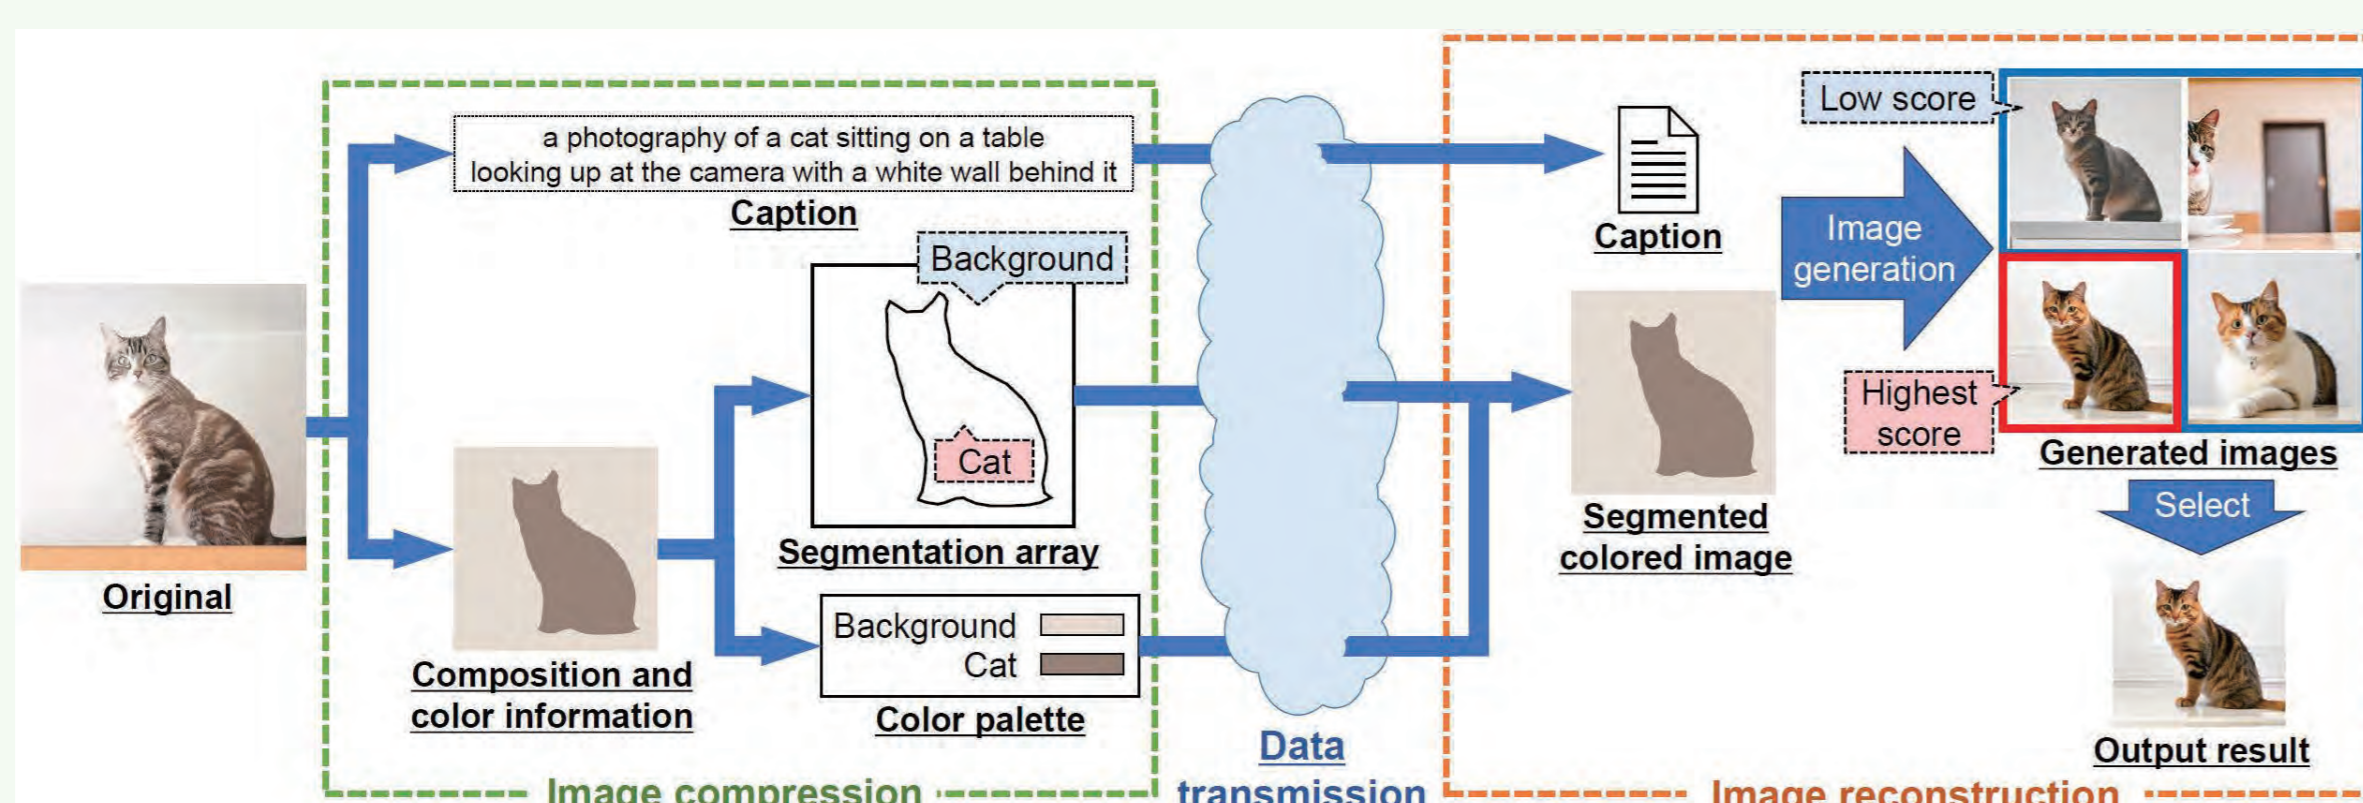 a photography of a cat sitting on a table
looking up at the camera with a white wall behind it
Caption
Background
Cat
Segmentation array
Original
Composition and
color information
Background
Cat
Color palette
Image compression
Data
transmission
Caption
Segmented
colored image
Image
generation
Low score
Highest
score
Generated images
Select
Output result
Image reconstruction